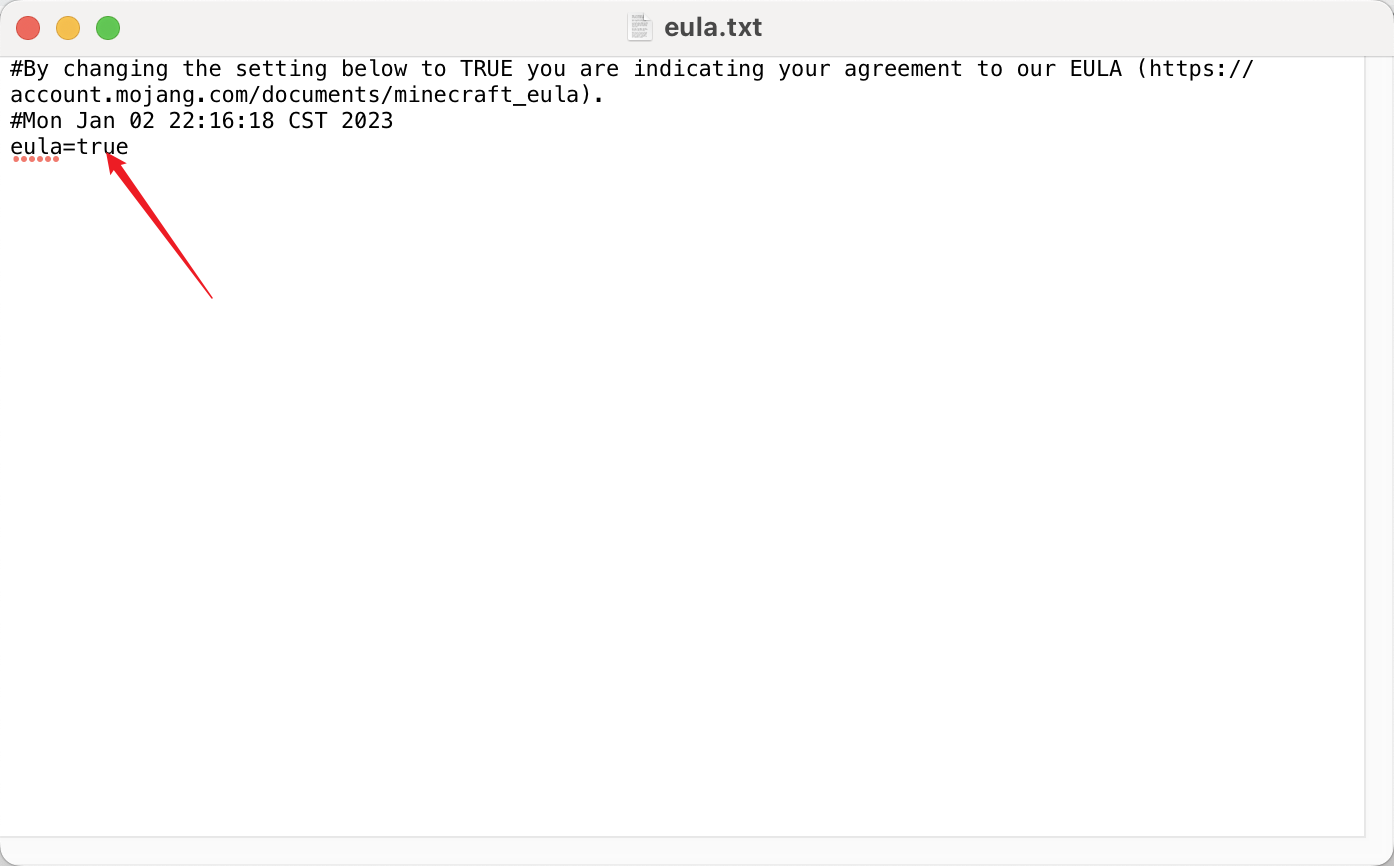 eula.txt
#By changing the setting below to TRUE you are indicating your agreement to our EULA (https://
account.mojang.com/documents/minecraft_eula).
#Mon Jan 02 22:16:18 CST 2023
eula=true